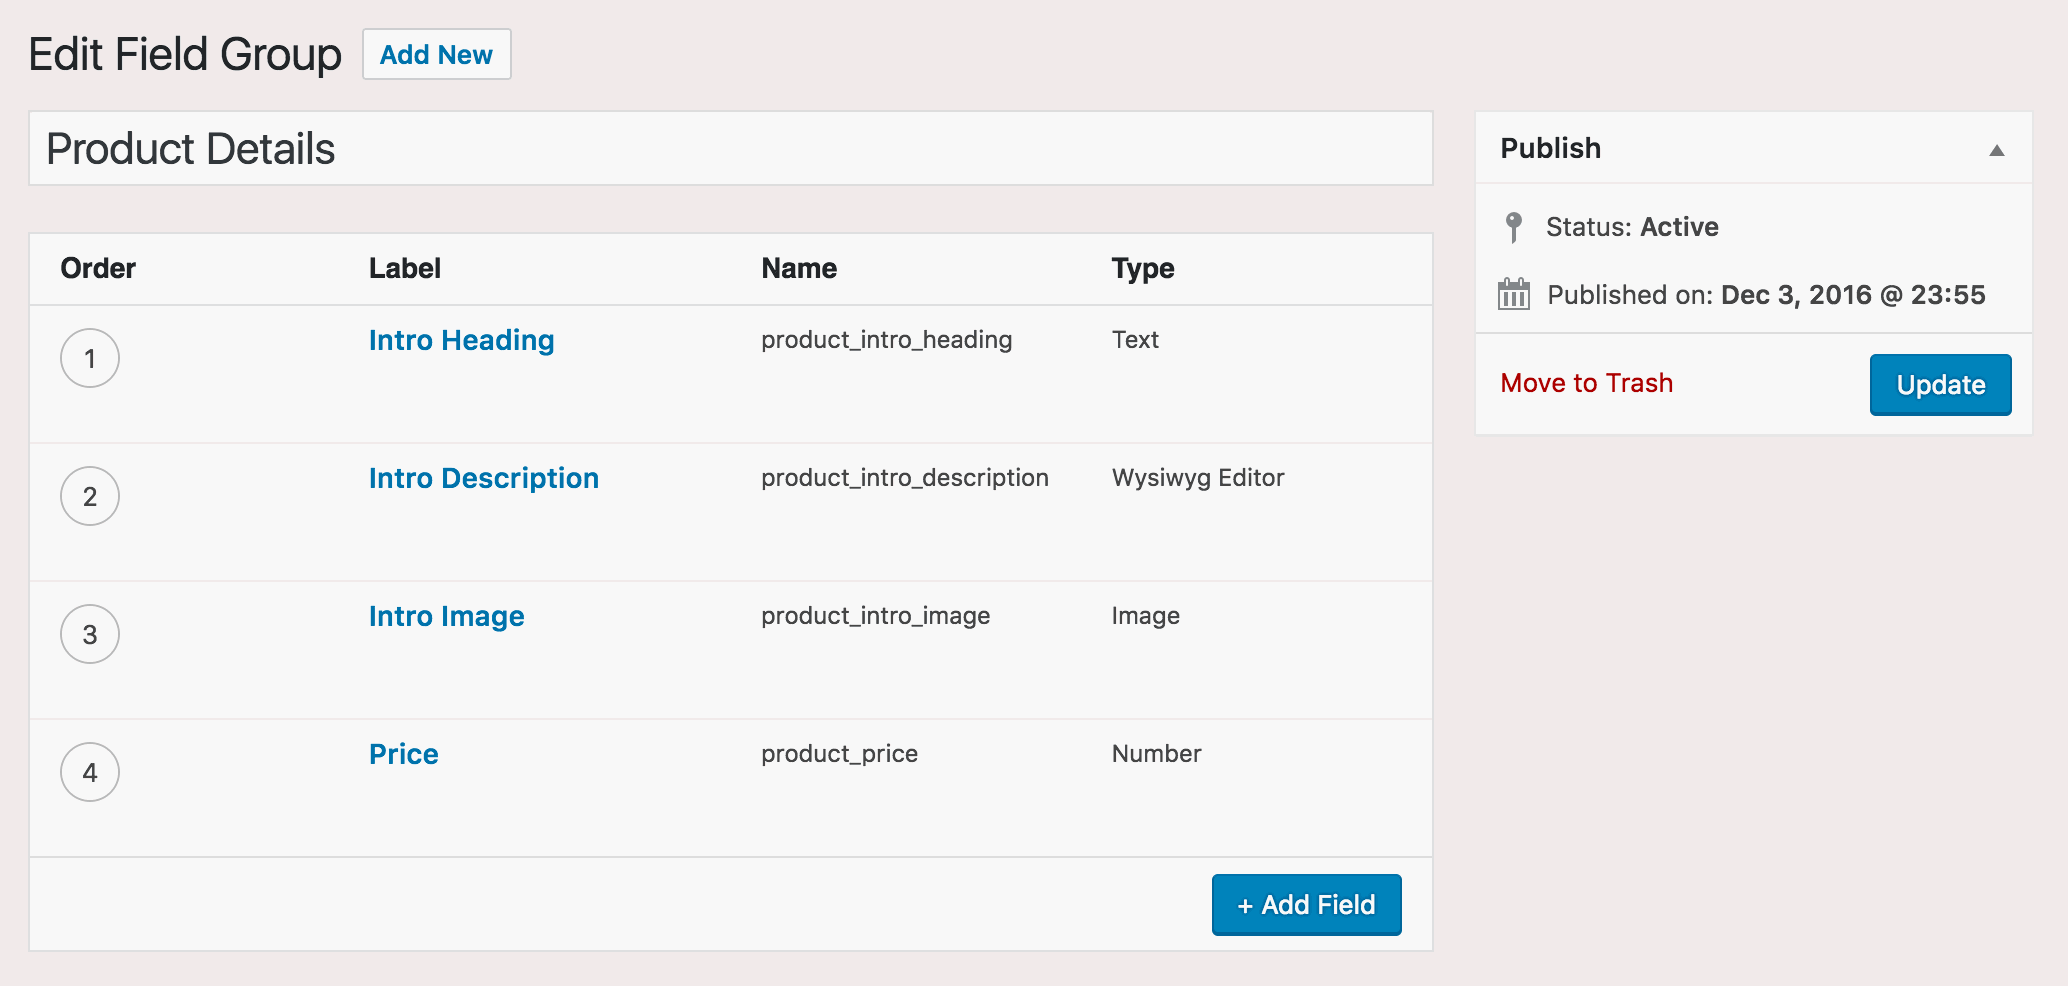 Edit Field Group Add New
Product Details
Order Label Name Type
1 Intro Heading product_intro_heading Text
2 Intro Description product_intro_description Wysiwyg Editor
3 Intro Image product_intro_image Image
4 Price product_price Number
+ Add Field
Publish
Status: Active
Published on: Dec 3, 2016 @ 23:55
Move to Trash Update